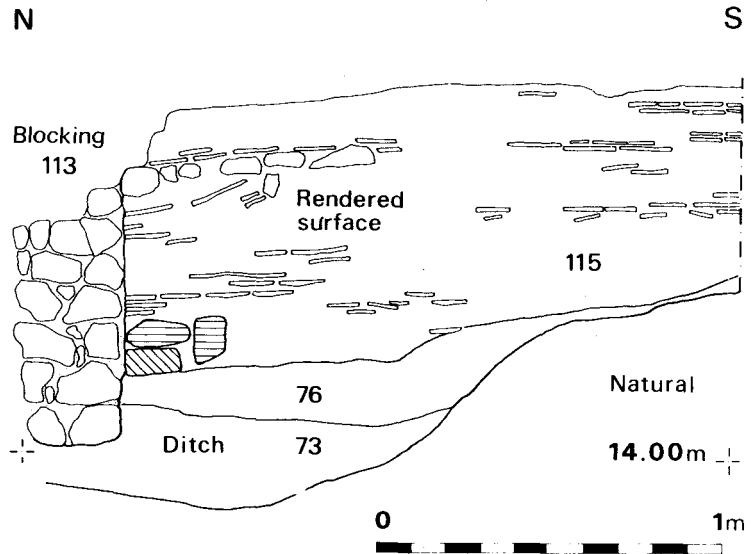 N
S
Blocking
113
Rendered
surface
115
76
Natural
Ditch
73
14.00m
0
1m